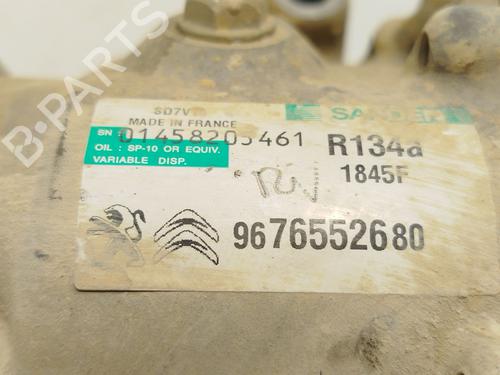 B-Parts
SD7V
MADE IN FRANCE
SN: 01458205461
OIL : SP-10 OR EQUIV.
VARIABLE DISP.
R134a
1845F
9676552680